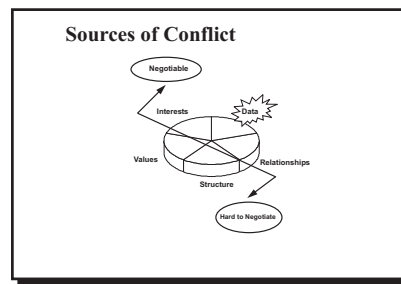 Sources of Conflict
Negotiable
Interests
Data
Values
Relationships
Structure
Hard to Negotiate